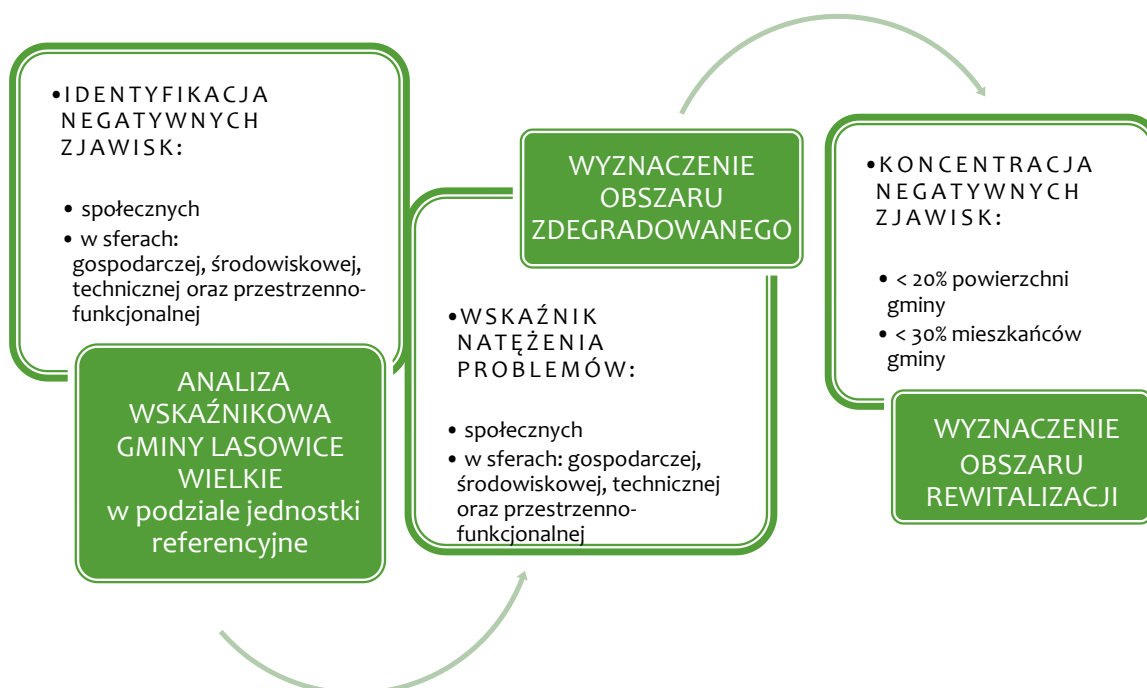 •IDENTYFIKACJA
NEGATYWNYCH
ZJAWISK:
• społecznych
• w sferach:
gospodarczej, środowiskowej,
technicznej oraz przestrzenno-
funkcjonalnej
ANALIZA
WSKAŹNIKOWA
GMINY LASOWICE
WIELKIE
w podziale jednostki
referencyjne
WYZNACZENIE
OBSZARU
ZDEGRADOWANEGO
•WSKAŹNIK
NATĘŻENIA
PROBLEMÓW:
• społecznych
• w sferach: gospodarczej,
środowiskowej, technicznej
oraz przestrzenno-
funkcjonalnej
•KONCENTRACJA
NEGATYWNYCH
ZJAWISK:
• < 20% powierzchni
gminy
• < 30% mieszkańców
gminy
WYZNACZENIE
OBSZARU
REWITALIZACJI